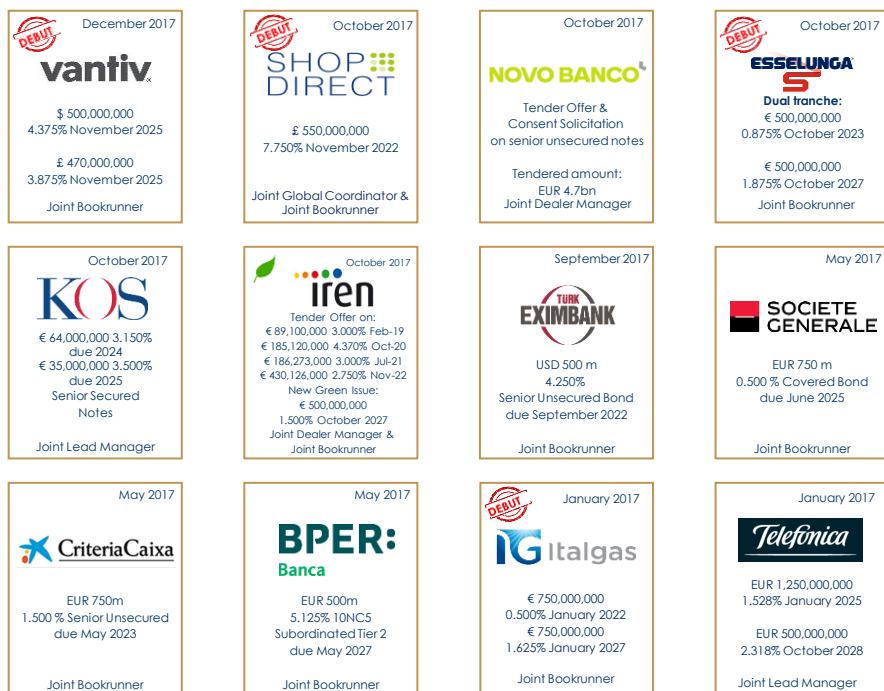 DEBUT
December 2017
vantiv
$ 500,000,000
4.375% November 2025
£ 470,000,000
3.875% November 2025
Joint Bookrunner
DEBUT
October 2017
SHOP
DIRECT
£ 550,000,000
7.750% November 2022
Joint Global Coordinator &
Joint Bookrunner
October 2017
NOVO BANCO
Tender Offer &
Consent Solicitation
on senior unsecured notes
Tendered amount:
EUR 4.7bn
Joint Dealer Manager
DEBUT
October 2017
ESSELUNGA
S
Dual tranche:
€ 500,000,000
0.875% October 2023
€ 500,000,000
1.875% October 2027
Joint Bookrunner
October 2017
KOS
€ 64,000,000 3.150%
due 2024
€ 35,000,000 3.500%
due 2025
Senior Secured
Notes
Joint Lead Manager
October 2017
iren
Tender Offer on:
€ 89,100,000 3.000% Feb-19
€ 185,120,000 4.370% Oct-20
€ 186,273,000 3.000% Jul-21
€ 430,126,000 2.750% Nov-22
New Green Issue:
€ 500,000,000
1.500% October 2027
Joint Dealer Manager &
Joint Bookrunner
September 2017
TÜRK
EXIMBANK
USD 500 m
4.250%
Senior Unsecured Bond
due September 2022
Joint Bookrunner
May 2017
SOCIETE
GENERALE
EUR 750 m
0.500 % Covered Bond
due June 2025
Joint Bookrunner
May 2017
CriteriaCaixa
EUR 750m
1.500 % Senior Unsecured
due May 2023
Joint Bookrunner
May 2017
BPER:
Banca
EUR 500m
5.125% 10NC5
Subordinated Tier 2
due May 2027
Joint Bookrunner
DEBUT
January 2017
IG Italgas
€ 750,000,000
0.500% January 2022
€ 750,000,000
1.625% January 2027
Joint Bookrunner
January 2017
Telefónica
EUR 1,250,000,000
1.528% January 2025
EUR 500,000,000
2.318% October 2028
Joint Lead Manager